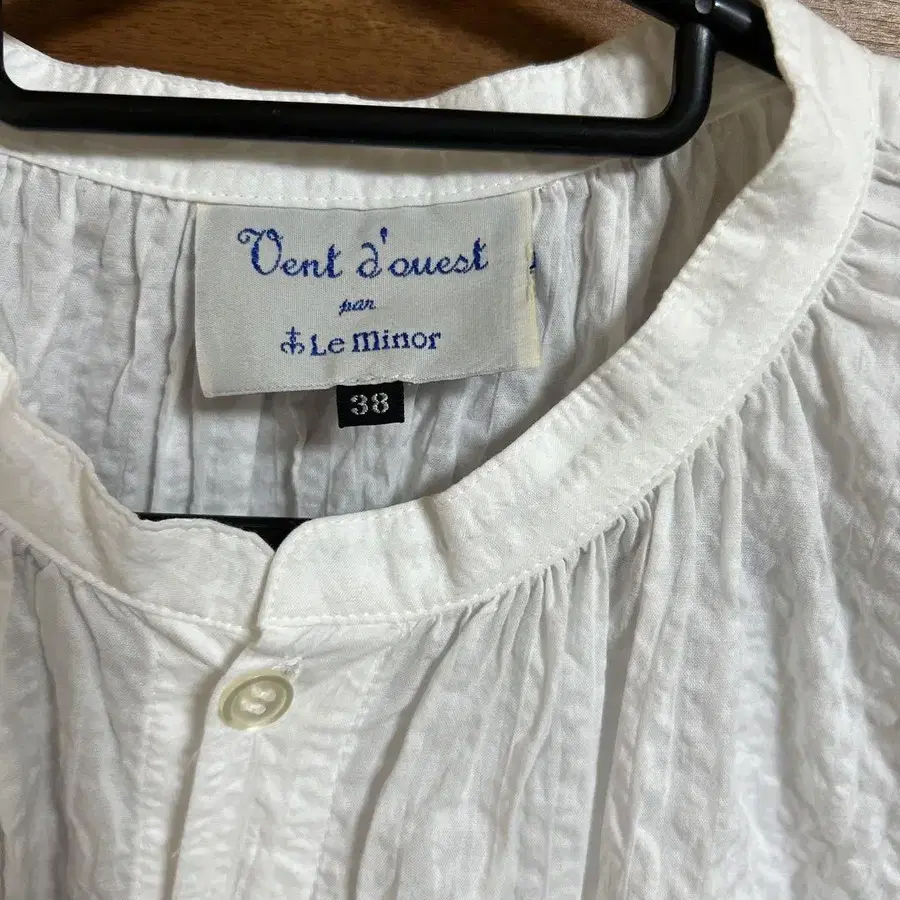 Vent d'ouest
par
Le minor
38